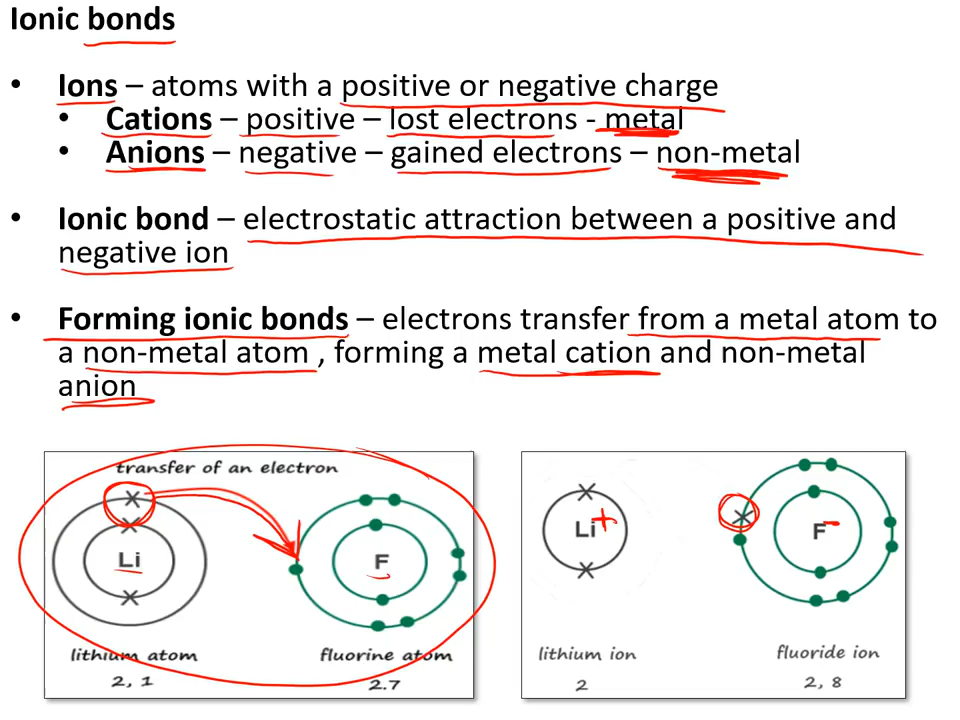 Ionic bonds
• Ions – atoms with a positive or negative charge
• Cations – positive – lost electrons - metal
• Anions – negative – gained electrons – non-metal
• Ionic bond – electrostatic attraction between a positive and
negative ion
• Forming ionic bonds – electrons transfer from a metal atom to
a non-metal atom , forming a metal cation and non-metal
anion
transfer of an electron
Li
F
lithium atom
fluorine atom
2, 1
2.7
Li+
F-
lithium ion
fluoride ion
2
2, 8